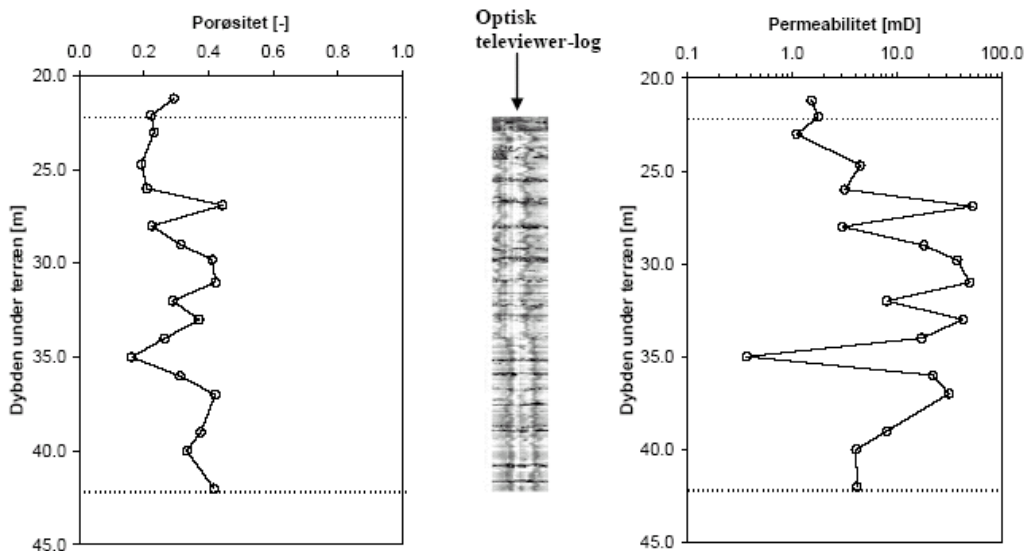 Porøsitet [-]
0.0 0.2 0.4 0.6 0.8 1.0
20.0
25.0
30.0
35.0
40.0
45.0
Dybden under terræn [m]
Optisk
televiewer-log
Permeabilitet [mD]
0.1 1.0 10.0 100.0
20.0
25.0
30.0
35.0
40.0
45.0
Dybden under terræn [m]